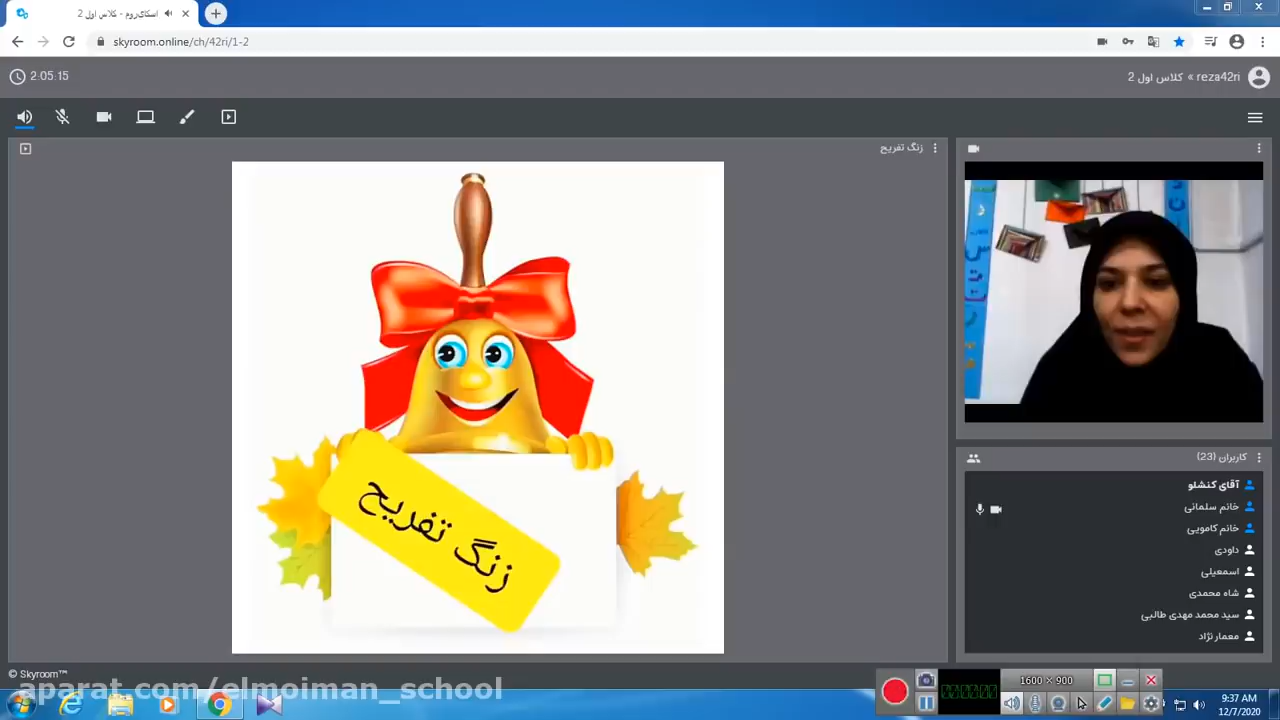 اسکای‌روم - کلاس اول 2
skyroom.online/ch/42ri/1-2
2:05:15
reza42ri » کلاس اول 2
زنگ تفریح
زنگ تفریح
کاربران (23)
آقای کنشلو
خانم سلمانی
خانم کامویی
داودی
اسمعیلی
شاه محمدی
سید محمد مهدی طالبی
معمار نژاد
© Skyroom™
aparat.com/elmoiman_school
1600 × 900
9:37 AM
12/7/2020